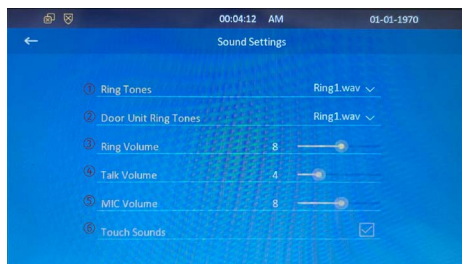 00:04:12 AM 01-01-1970
Sound Settings
① Ring Tones Ring1.wav
② Door Unit Ring Tones Ring1.wav
③ Ring Volume 8
④ Talk Volume 4
⑤ MIC Volume 8
⑥ Touch Sounds